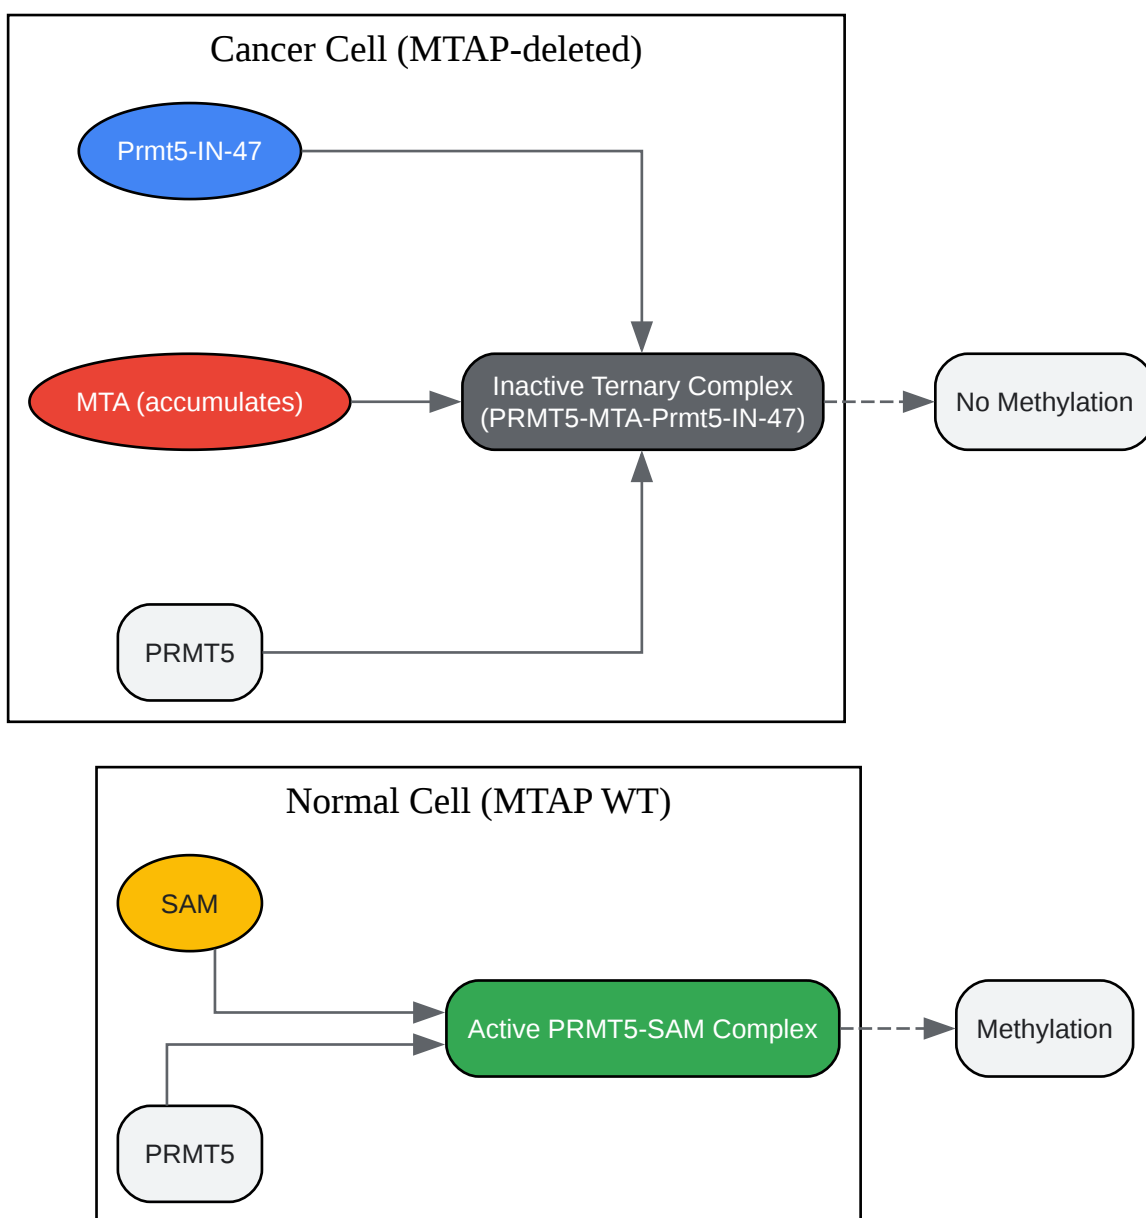 Cancer Cell (MTAP-deleted)
Prmt5-IN-47
MTA (accumulates)
Inactive Ternary Complex
(PRMT5-MTA-Prmt5-IN-47)
No Methylation
PRMT5
Normal Cell (MTAP WT)
SAM
Active PRMT5-SAM Complex
Methylation
PRMT5